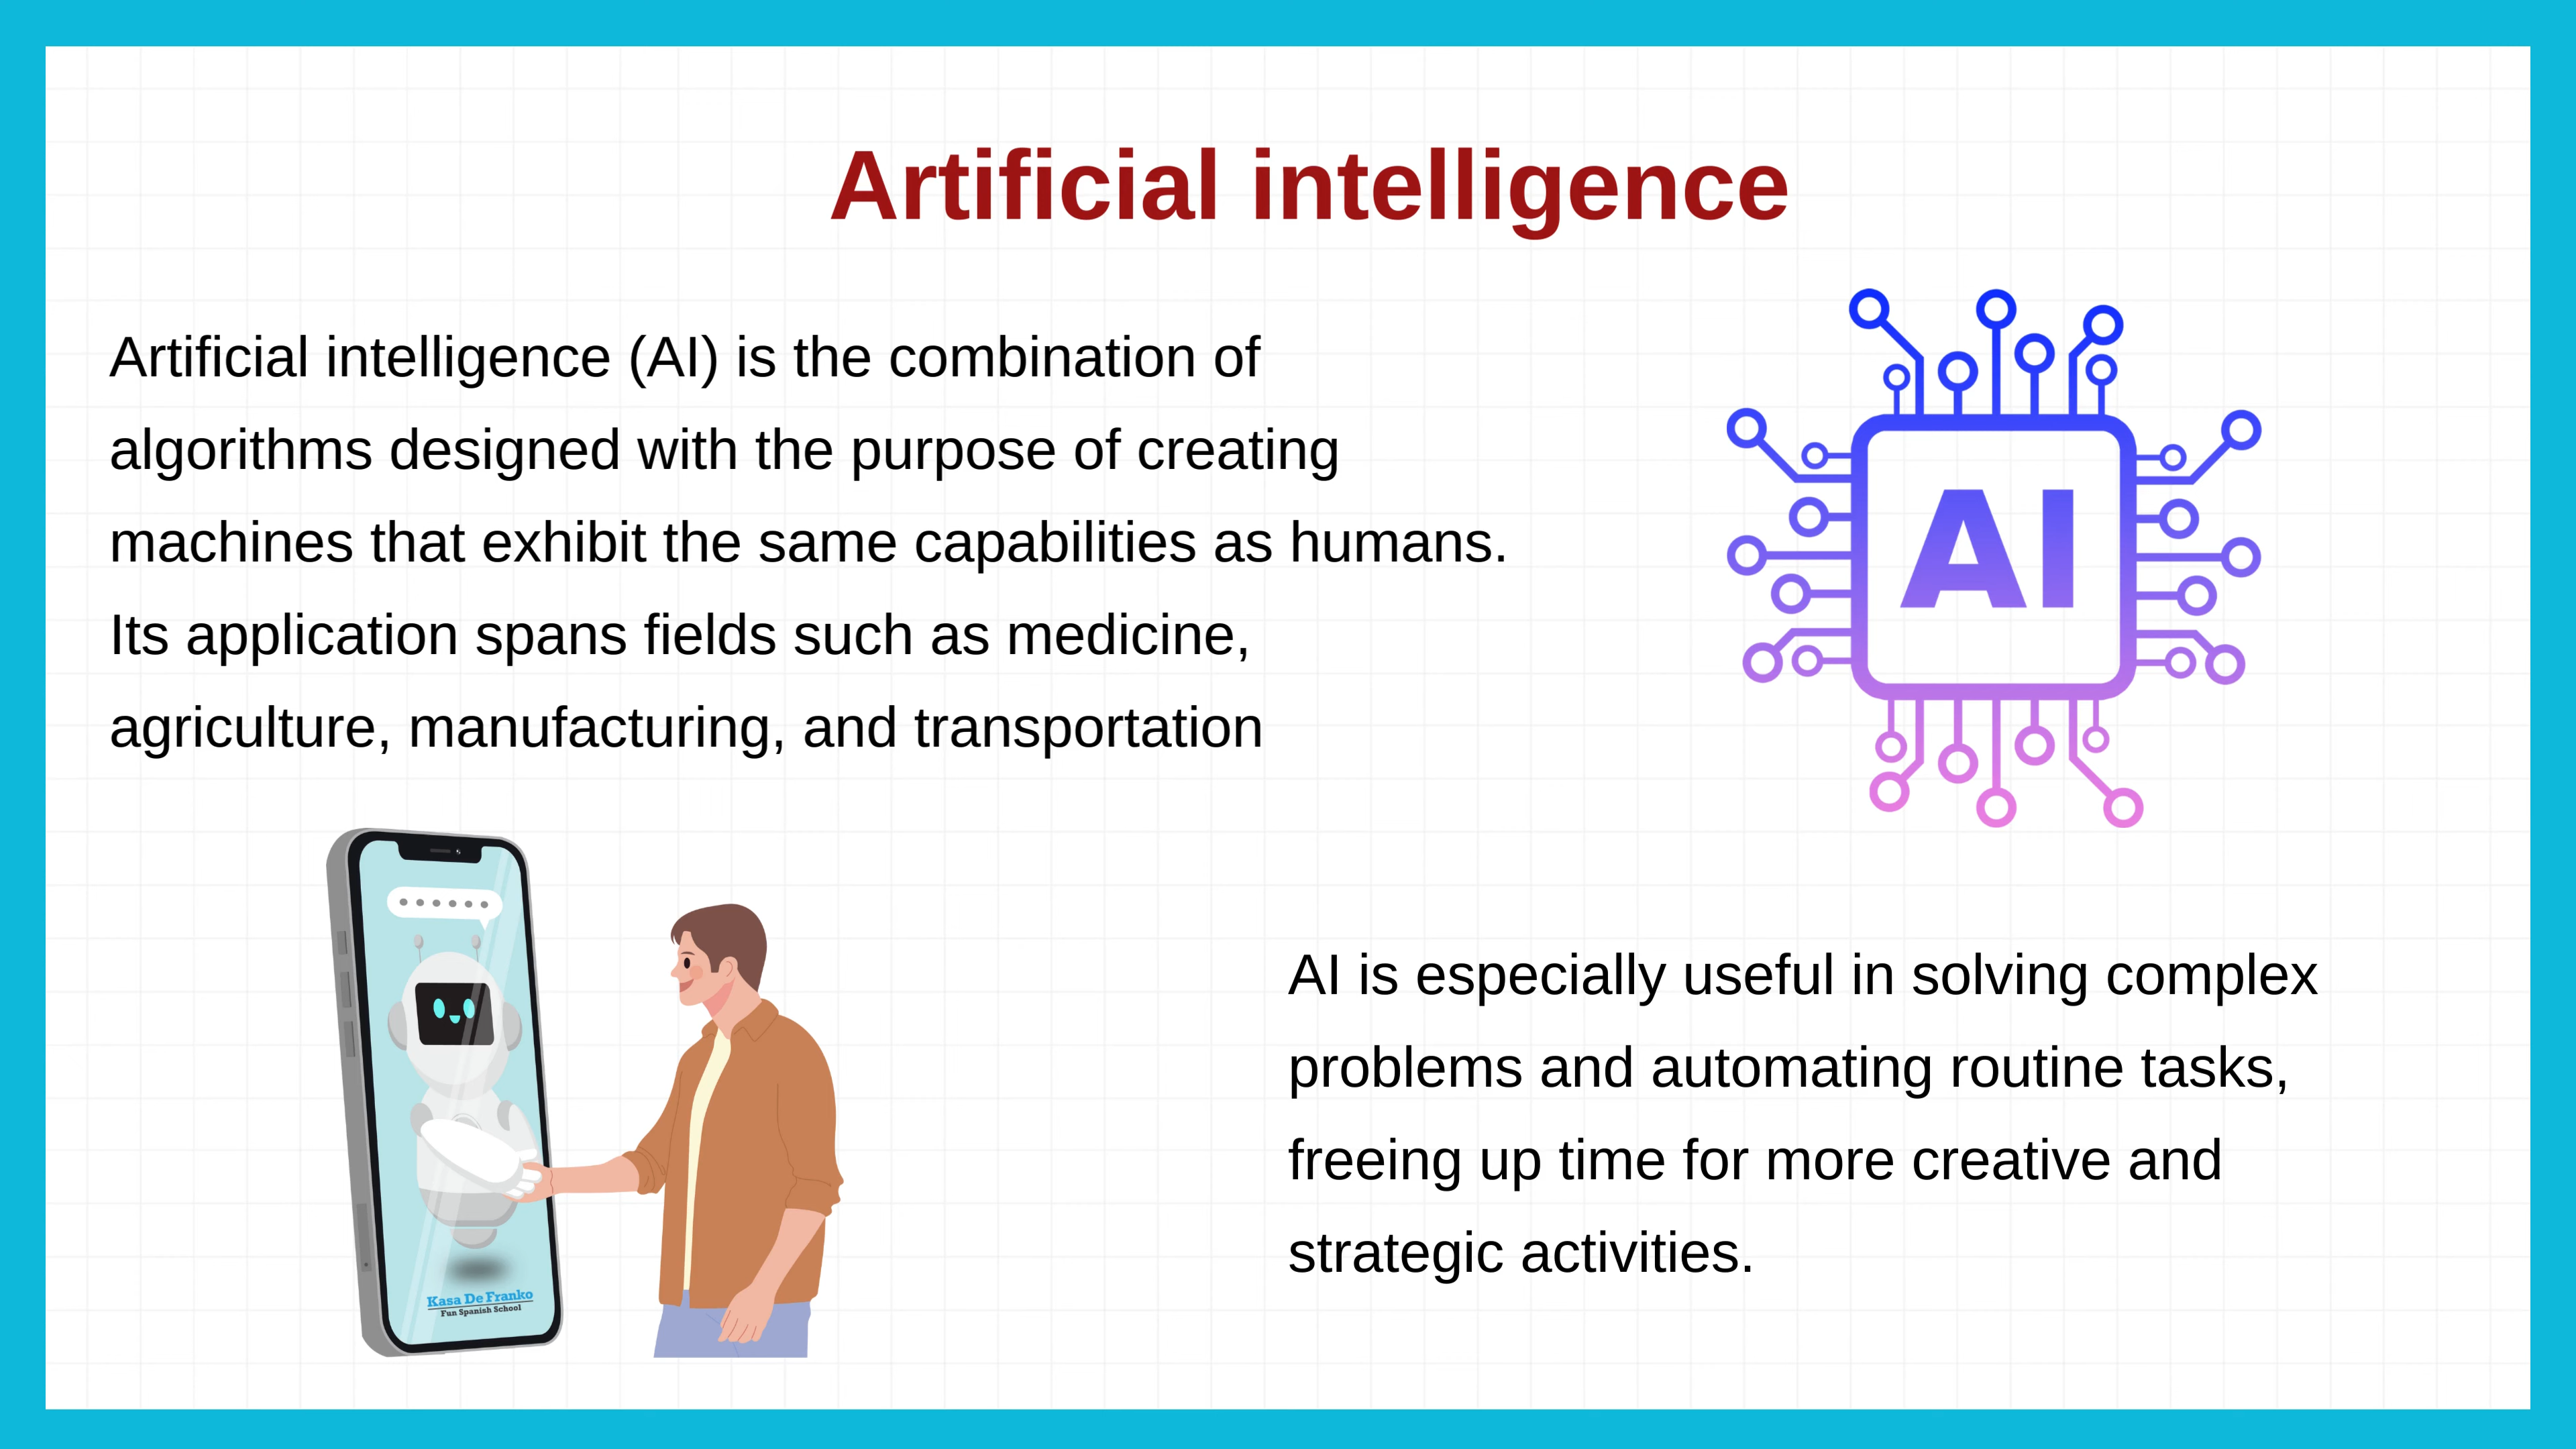 Artificial intelligence
Artificial intelligence (AI) is the combination of
algorithms designed with the purpose of creating
machines that exhibit the same capabilities as humans.
Its application spans fields such as medicine,
agriculture, manufacturing, and transportation
AI
AI is especially useful in solving complex
problems and automating routine tasks,
freeing up time for more creative and
strategic activities.
Kasa De Franko
Fun Spanish School